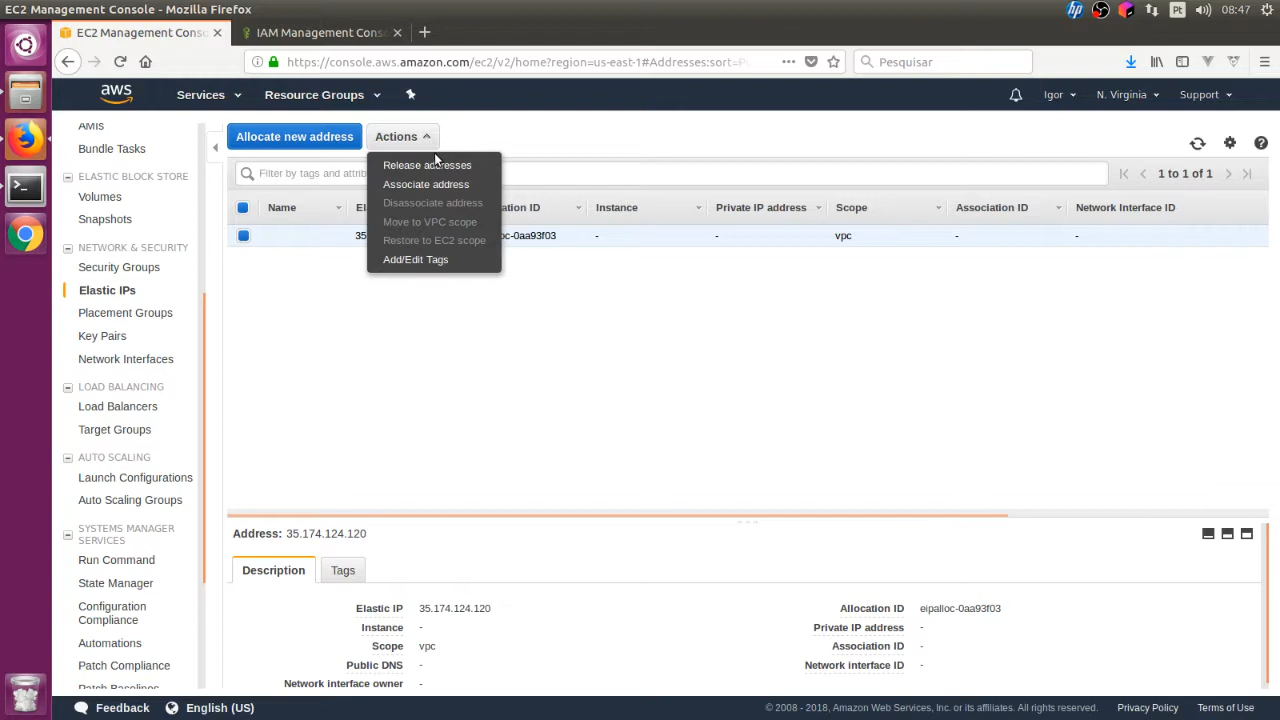 EC2 Management Console - Mozilla Firefox
Pt
08:47
EC2 Management Conso
IAM Management Conso
https://console.aws.amazon.com/ec2/v2/home?region=us-east-1#Addresses:sort=P
Pesquisar
aws
Services
Resource Groups
Igor
N. Virginia
Support
AMIs
Bundle Tasks
ELASTIC BLOCK STORE
Volumes
Snapshots
NETWORK & SECURITY
Security Groups
Elastic IPs
Placement Groups
Key Pairs
Network Interfaces
LOAD BALANCING
Load Balancers
Target Groups
AUTO SCALING
Launch Configurations
Auto Scaling Groups
SYSTEMS MANAGER
SERVICES
Run Command
State Manager
Configuration
Compliance
Automations
Patch Compliance
Patch Baselines
Allocate new address
Actions
Release addresses
Associate address
Disassociate address
Move to VPC scope
Restore to EC2 scope
Add/Edit Tags
Filter by tags and attrib
1 to 1 of 1
Name
Ela
ion ID
Instance
Private IP address
Scope
Association ID
Network Interface ID
35
oc-0aa93f03
-
-
vpc
-
-
Address: 35.174.124.120
Description
Tags
Elastic IP 35.174.124.120
Instance -
Scope vpc
Public DNS -
Network interface owner -
Allocation ID eipalloc-0aa93f03
Private IP address -
Association ID -
Network interface ID -
Feedback
English (US)
© 2008 - 2018, Amazon Web Services, Inc. or its affiliates. All rights reserved.
Privacy Policy
Terms of Use